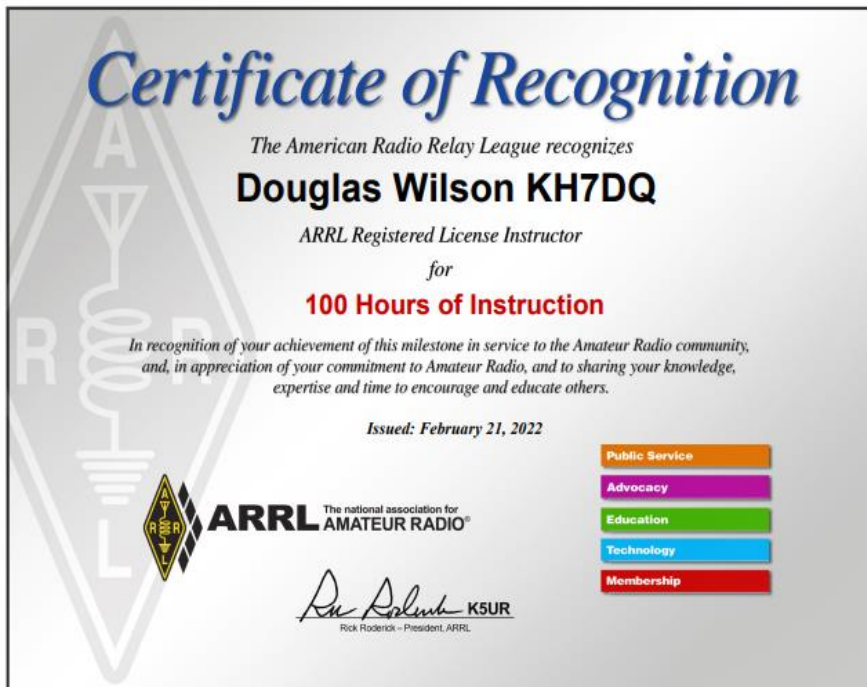 Certificate of Recognition
The American Radio Relay League recognizes
Douglas Wilson KH7DQ
ARRL Registered License Instructor
for
100 Hours of Instruction
In recognition of your achievement of this milestone in service to the Amateur Radio community,
and, in appreciation of your commitment to Amateur Radio, and to sharing your knowledge,
expertise and time to encourage and educate others.
Issued: February 21, 2022
Public Service
Advocacy
Education
Technology
Membership
A
R R
L
ARRL The national association for
AMATEUR RADIO®
K5UR
Rick Roderick – President, ARRL
A
R R
L